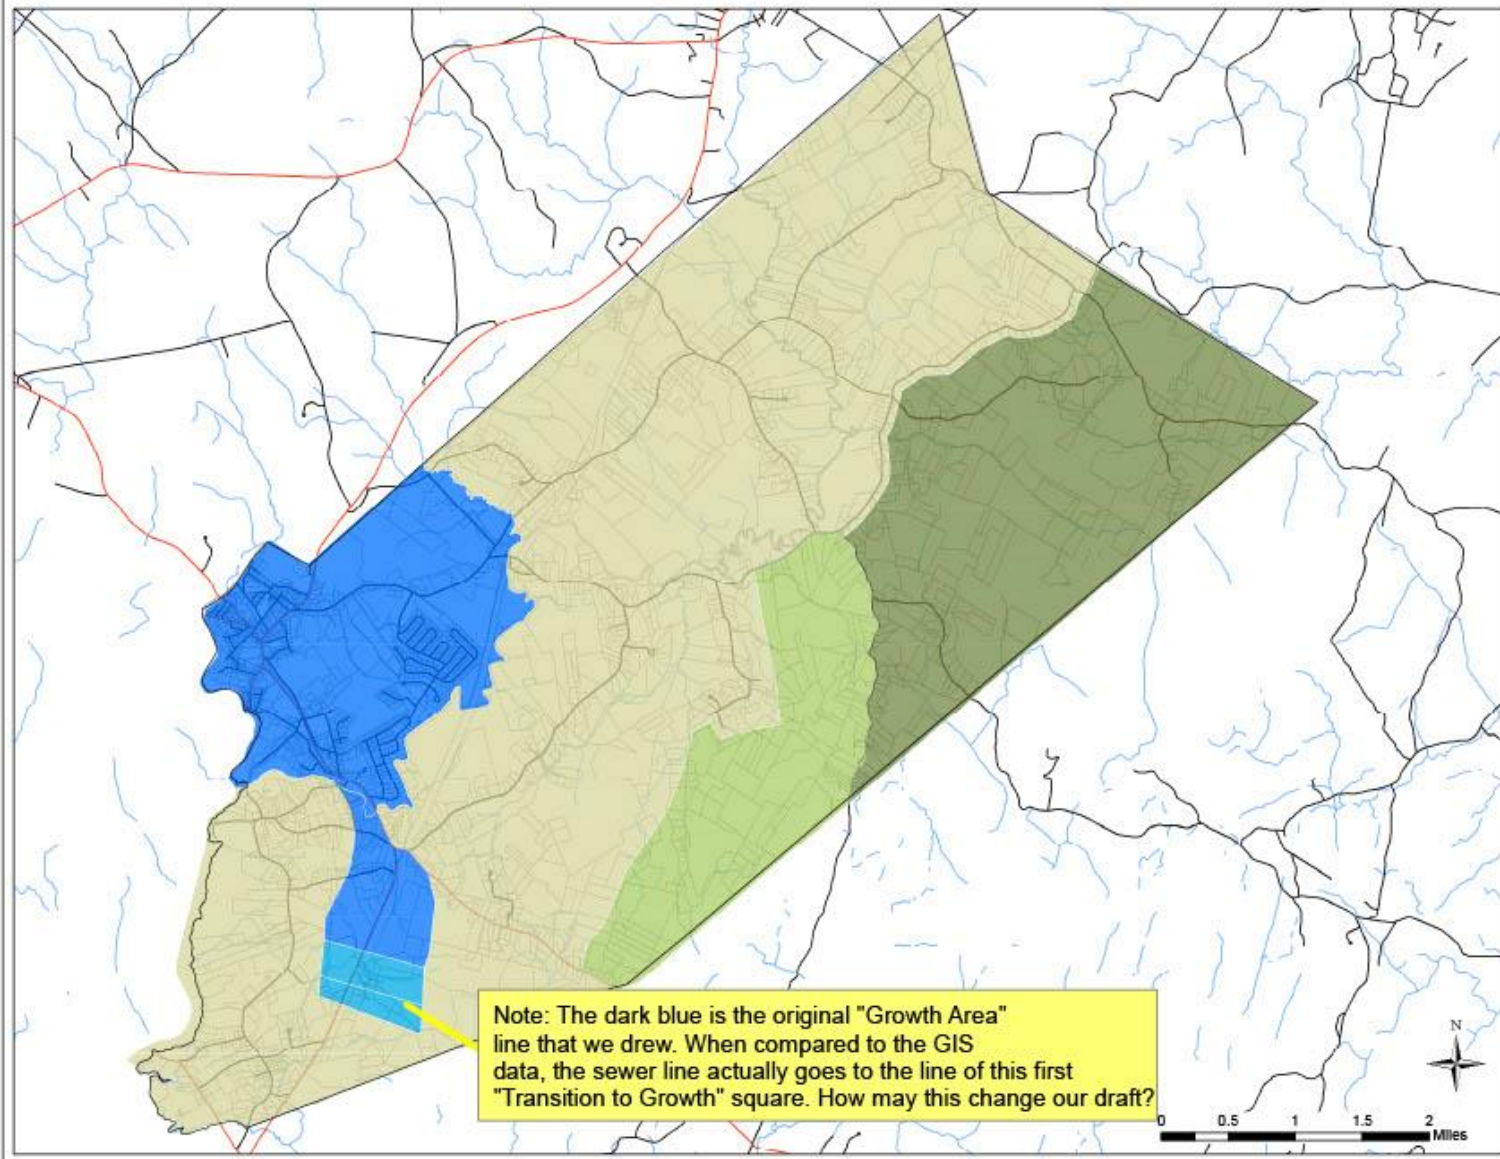 Note: The dark blue is the original "Growth Area"
line that we drew. When compared to the GIS
data, the sewer line actually goes to the line of this first
"Transition to Growth" square. How may this change our draft?
N
0 0.5 1 1.5 2
Miles